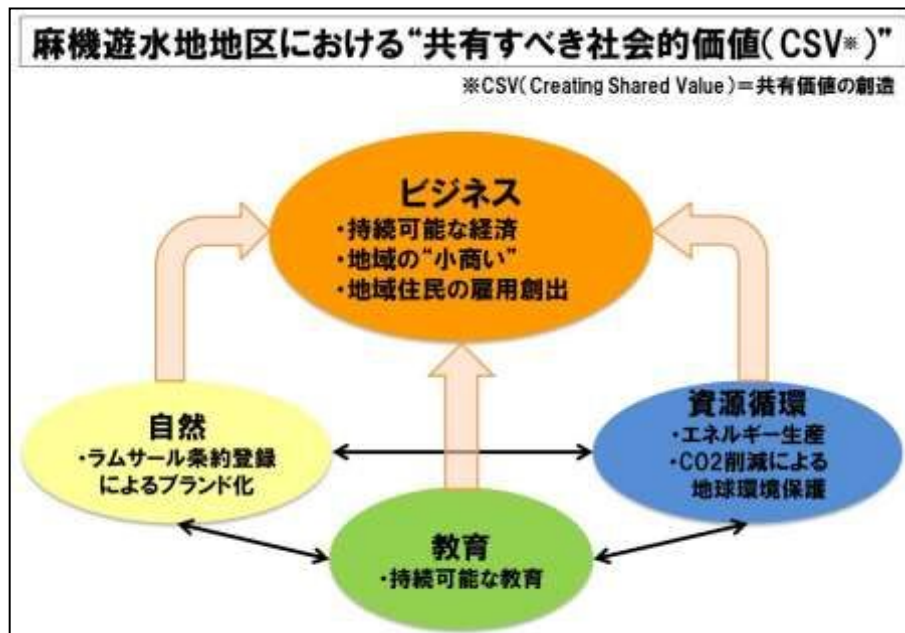 麻機遊水地地区における“共有すべき社会的価値（CSV※）”
※CSV（Creating Shared Value）＝共有価値の創造
ビジネス
・持続可能な経済
・地域の“小商い”
・地域住民の雇用創出
自然
・ラムサール条約登録
によるブランド化
資源循環
・エネルギー生産
・CO2削減による
地球環境保護
教育
・持続可能な教育